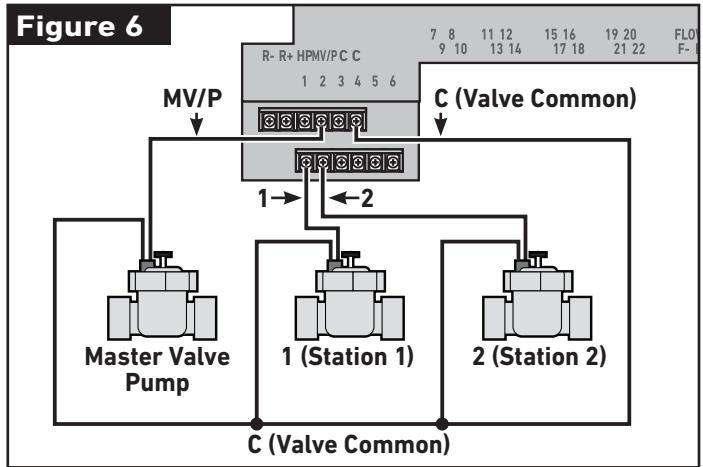 Figure 6
7 8 11 12 15 16 19 20 FLO
9 10 13 14 17 18 21 22 F-
R- R+ HPMV/P C C
1 2 3 4 5 6
MV/P
C (Valve Common)
1
2
Master Valve
Pump
1 (Station 1)
2 (Station 2)
C (Valve Common)